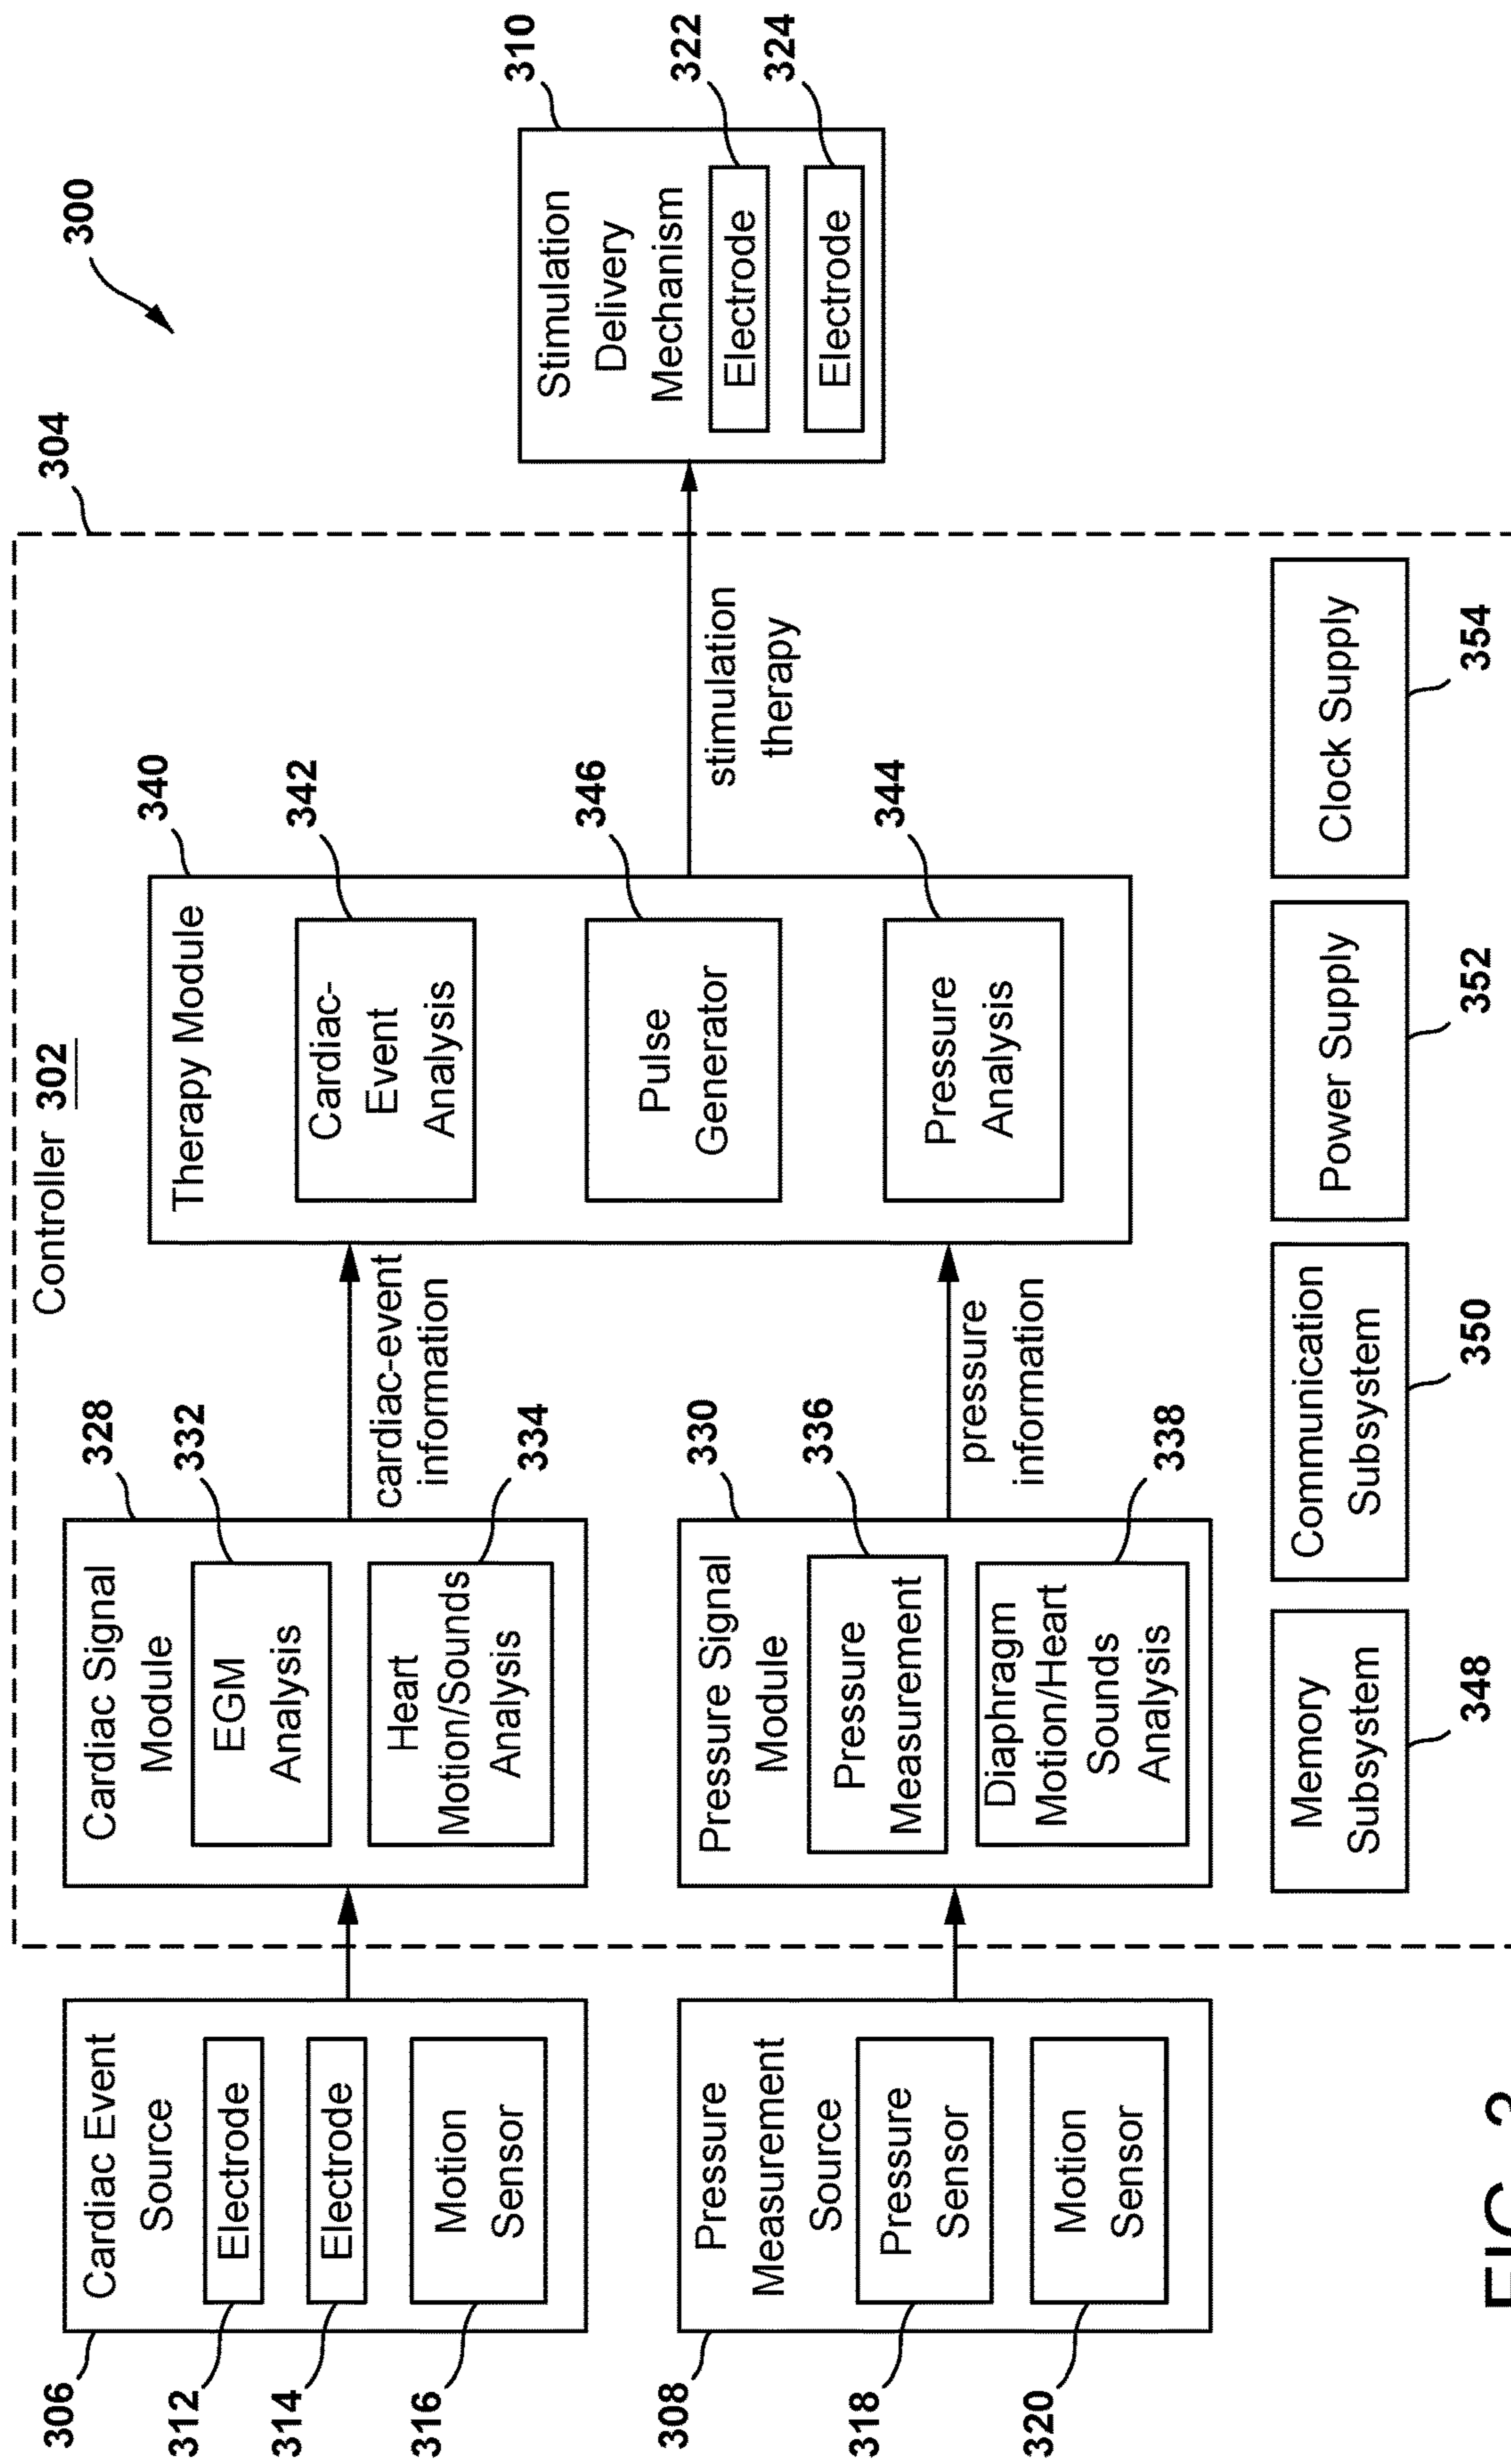 300
304
Controller 302
306
Cardiac Event
Source
312
Electrode
314
Electrode
316
Motion
Sensor
328
Cardiac Signal
Module
332
EGM
Analysis
334
Heart
Motion/Sounds
Analysis
cardiac-event
information
308
Pressure
Measurement
Source
318
Pressure
Sensor
320
Motion
Sensor
330
Pressure Signal
Module
336
Pressure
Measurement
338
Diaphragm
Motion/Heart
Sounds
Analysis
pressure
information
340
Therapy Module
342
Cardiac-
Event
Analysis
346
Pulse
Generator
344
Pressure
Analysis
stimulation
therapy
310
Stimulation
Delivery
Mechanism
322
Electrode
324
Electrode
Memory
Subsystem
348
Communication
Subsystem
350
Power Supply
352
Clock Supply
354
FIG.